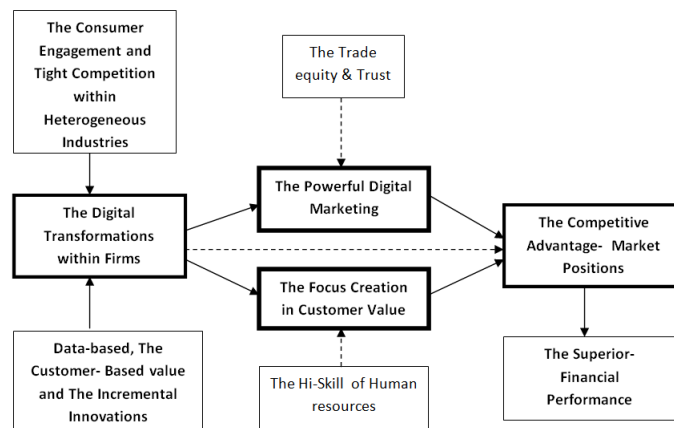 The Consumer
Engagement and
Tight Competition
within
Heterogeneous
Industries
The Trade
equity & Trust
The Powerful Digital
Marketing
The Digital
Transformations
within Firms
The Competitive
Advantage- Market
Positions
The Focus Creation
in Customer Value
Data-based, The
Customer- Based value
and The Incremental
Innovations
The Hi-Skill of Human
resources
The Superior-
Financial
Performance